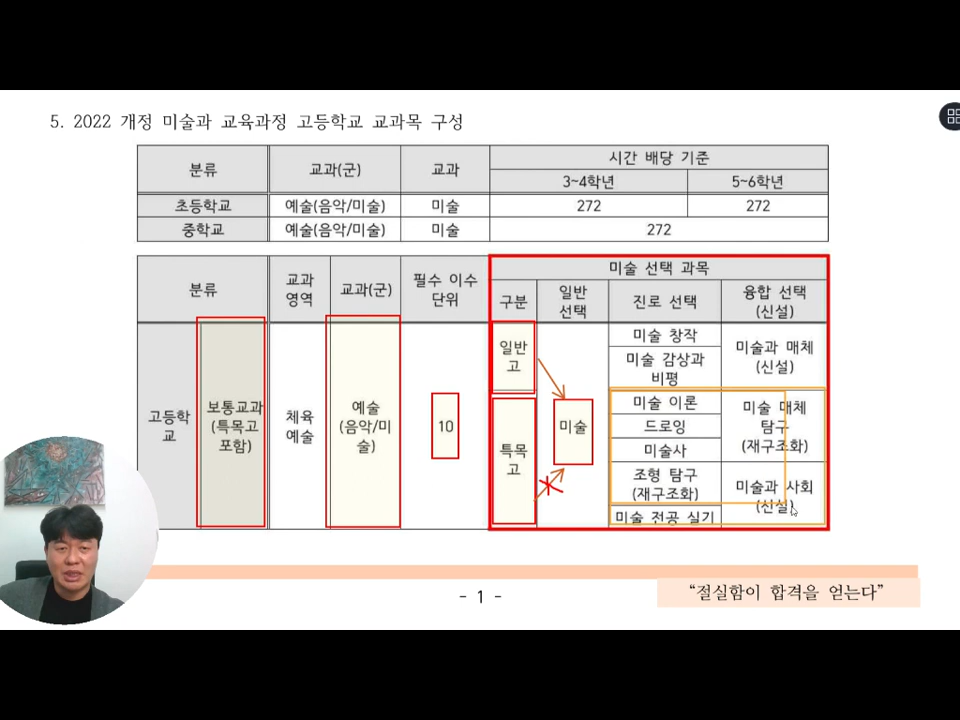 5. 2022 개정 미술과 교육과정 고등학교 교과목 구성
분류 교과(군) 교과 시간 배당 기준
3~4학년 5~6학년
초등학교 예술(음악/미술) 미술 272 272
중학교 예술(음악/미술) 미술 272
분류 교과 영역 교과(군) 필수 이수 단위 미술 선택 과목
구분 일반 선택 진로 선택 융합 선택 (신설)
고등학교 보통교과 (특목고 포함) 체육 예술 예술 (음악/미술) 10
일반고 미술 미술 창작 미술과 매체 (신설)
미술 감상과 비평
특목고 미술 이론 미술 매체 탐구 (재구조화)
드로잉
미술사
조형 탐구 (재구조화) 미술과 사회 (신설)
미술 전공 실기
- 1 -
“절실함이 합격을 얻는다”